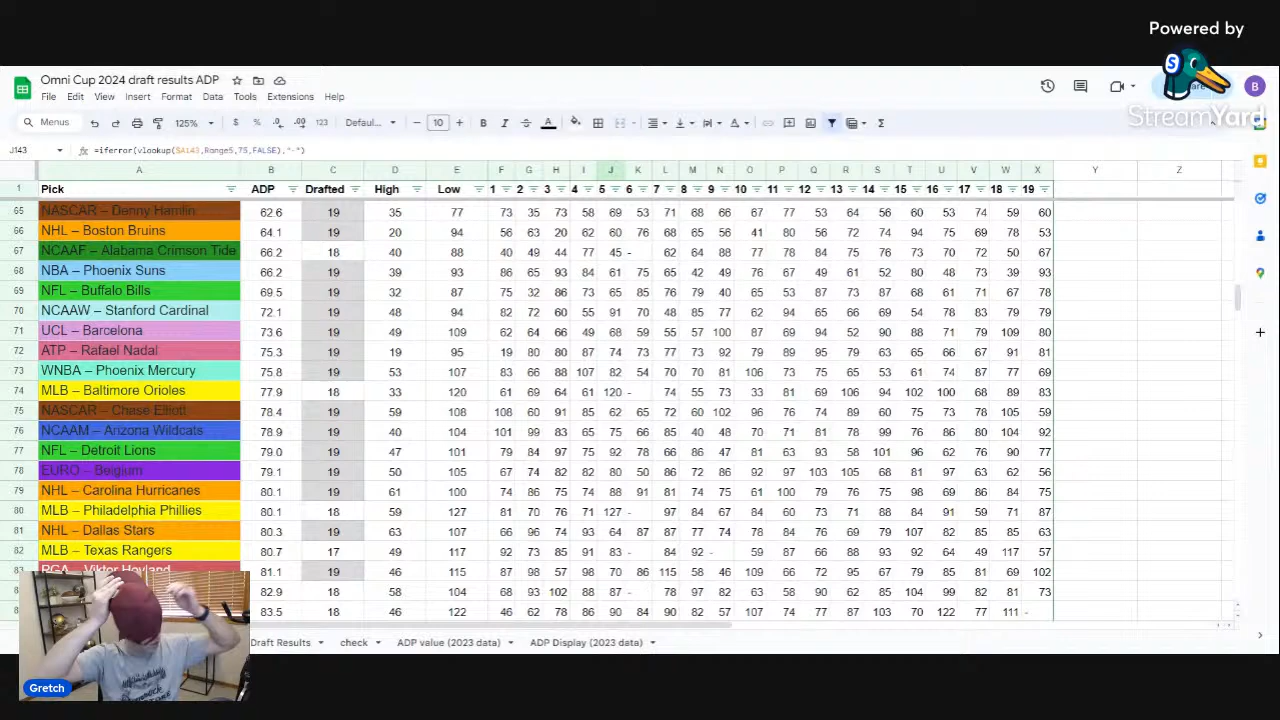 Powered by
S
StreamYard
Omni Cup 2024 draft results ADP
B
File Edit View Insert Format Data Tools Extensions Help
Menus 125% $ % .0 .00 123 Defaul... − 10 + B I A Σ
J143 fx =iferror(vlookup($A143,Range5,75,FALSE),"-")
A B C D E F G H I J K L M N O P Q R S T U V W X Y Z
1 Pick ADP Drafted High Low 1 2 3 4 5 6 7 8 9 10 11 12 13 14 15 16 17 18 19
65 NASCAR – Denny Hamlin 62.6 19 35 77 73 35 73 58 69 53 71 68 66 67 77 53 64 56 60 53 74 59 60
66 NHL – Boston Bruins 64.1 19 20 94 56 63 20 62 60 76 68 65 56 41 80 56 72 74 94 75 69 78 53
67 NCAAF – Alabama Crimson Tide 66.2 18 40 88 40 49 44 77 45 - 62 64 88 77 78 84 75 76 73 70 72 50 67
68 NBA – Phoenix Suns 66.2 19 39 93 86 65 93 84 61 75 65 42 49 76 67 49 61 52 80 48 73 39 93
69 NFL – Buffalo Bills 69.5 19 32 87 75 32 86 73 65 85 76 79 40 65 53 87 73 87 68 61 71 67 78
70 NCAAW – Stanford Cardinal 72.1 19 48 94 82 72 60 55 91 70 48 85 77 62 94 65 66 69 54 78 83 79 79
71 UCL – Barcelona 73.6 19 49 109 62 64 66 49 68 59 55 57 100 87 69 94 52 90 88 71 79 109 80
72 ATP – Rafael Nadal 75.3 19 19 95 19 80 80 87 74 73 77 73 92 79 89 95 79 63 65 66 67 91 81
73 WNBA – Phoenix Mercury 75.8 19 53 107 83 66 88 107 82 54 70 70 81 106 73 75 65 53 61 74 87 77 69
74 MLB – Baltimore Orioles 77.9 18 33 120 61 69 64 61 120 - 74 55 73 33 81 69 106 94 102 100 68 89 83
75 NASCAR – Chase Elliott 78.4 19 59 108 108 60 91 85 62 65 72 60 102 96 76 74 89 60 75 73 78 105 59
76 NCAAM – Arizona Wildcats 78.9 19 40 104 101 99 83 65 75 85 40 48 70 71 81 78 99 76 86 80 104 92
77 NFL – Detroit Lions 79.0 19 47 101 79 84 97 75 92 78 66 86 47 81 63 93 58 101 96 62 76 90 77
78 EURO – Belgium 79.1 19 50 105 67 74 82 80 50 86 72 86 97 103 105 68 81 97 63 62 56
79 NHL – Carolina Hurricanes 80.1 19 61 100 74 86 75 74 88 91 81 74 75 61 100 79 76 75 98 69 86 84 75
80 MLB – Philadelphia Phillies 80.1 18 59 127 81 70 76 71 127 - 97 84 67 84 60 73 71 88 84 91 59 71 87
81 NHL – Dallas Stars 80.3 19 63 107 66 96 74 93 64 87 87 77 74 78 70 87 94 82 107 82 85 85 63
82 MLB – Texas Rangers 80.7 17 49 117 92 73 85 91 83 - 84 92 - 59 87 66 88 93 92 64 49 117 57
83 PGA – Viktor Hovland 81.1 19 46 115 87 98 57 98 70 86 115 58 46 109 72 95 67 79 85 81 69 102
82.9 18 58 104 68 93 102 88 87 - 78 97 82 63 58 90 62 85 104 99 82 81 73
83.5 18 46 122 46 62 78 86 90 84 90 82 57 107 74 77 87 103 70 122 77 111 -
Draft Results check ADP value (2023 data) ADP Display (2023 data)
Gretch